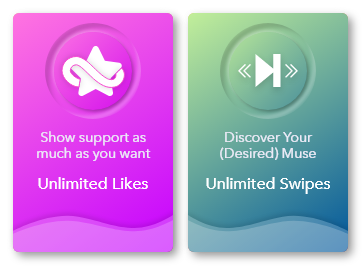 Show support as
much as you want
Unlimited Likes
Discover Your
(Desired) Muse
Unlimited Swipes